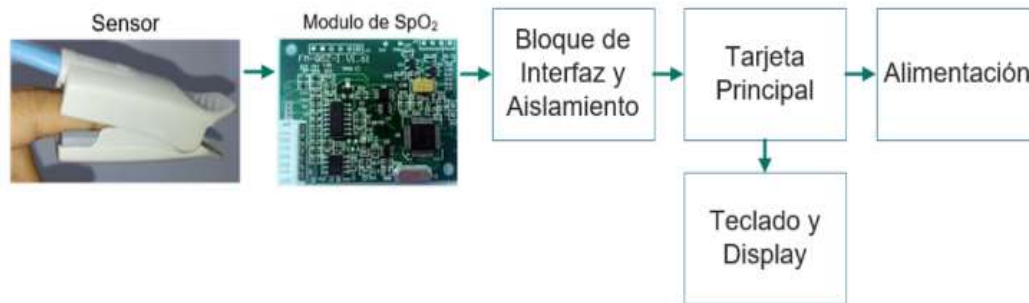 Sensor
Modulo de SpO₂
Bloque de
Interfaz y
Aislamiento
Tarjeta
Principal
Alimentación
Teclado y
Display